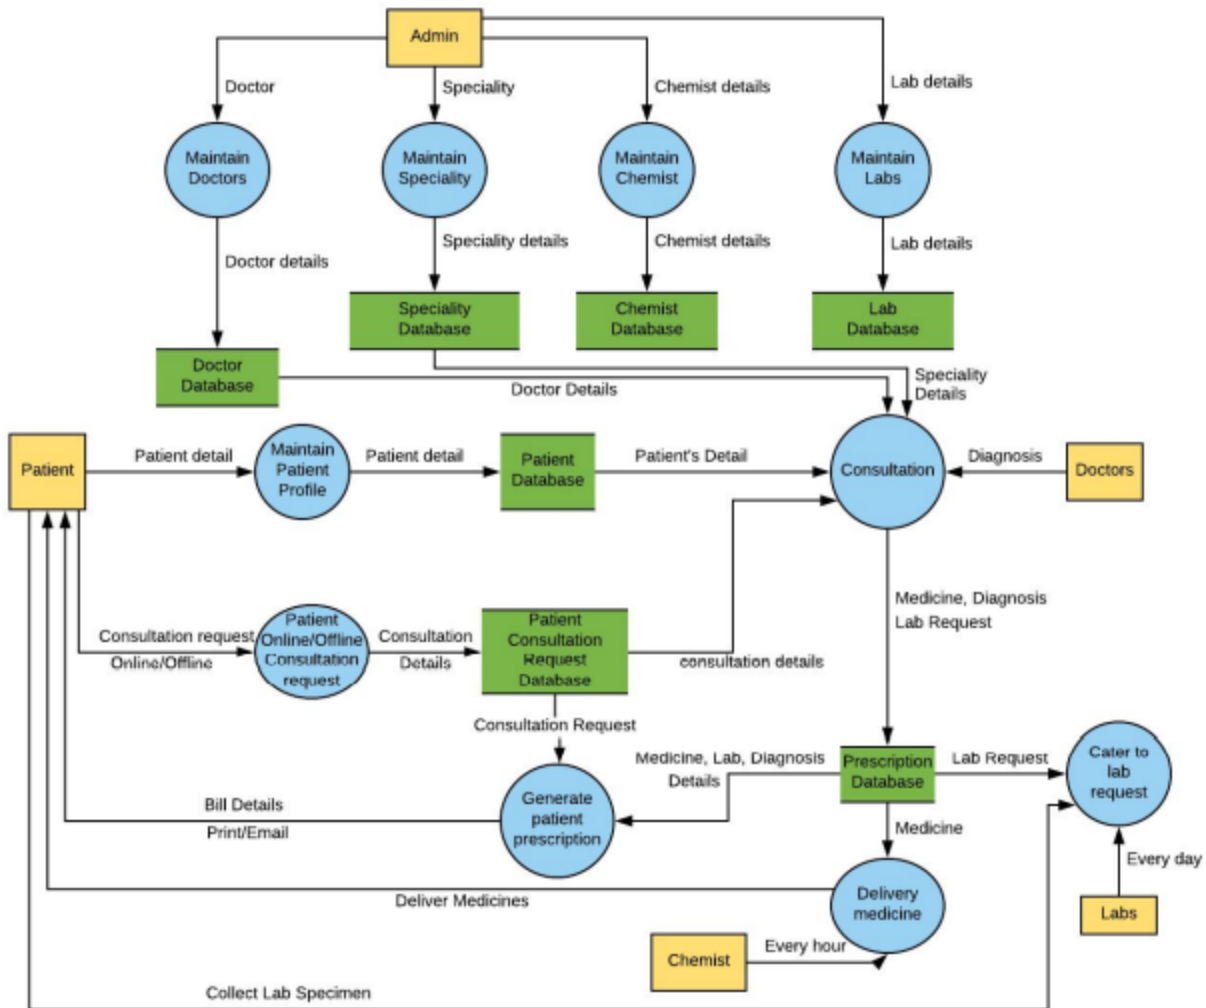 Admin
Doctor
Speciality
Chemist details
Lab details
Maintain
Doctors
Maintain
Speciality
Maintain
Chemist
Maintain
Labs
Doctor details
Speciality details
Chemist details
Lab details
Speciality
Database
Chemist
Database
Lab
Database
Doctor
Database
Doctor Details
Speciality
Details
Patient
Patient detail
Maintain
Patient
Profile
Patient detail
Patient
Database
Patient's Detail
Consultation
Diagnosis
Doctors
Medicine, Diagnosis
Lab Request
Consultation request
Online/Offline
Patient
Online/Offline
Consultation
request
Consultation
Details
Patient
Consultation
Request
Database
consultation details
Consultation Request
Medicine, Lab, Diagnosis
Details
Prescription
Database
Lab Request
Cater to
lab
request
Bill Details
Print/Email
Generate
patient
prescription
Medicine
Every day
Deliver Medicines
Delivery
medicine
Labs
Chemist
Every hour
Collect Lab Specimen